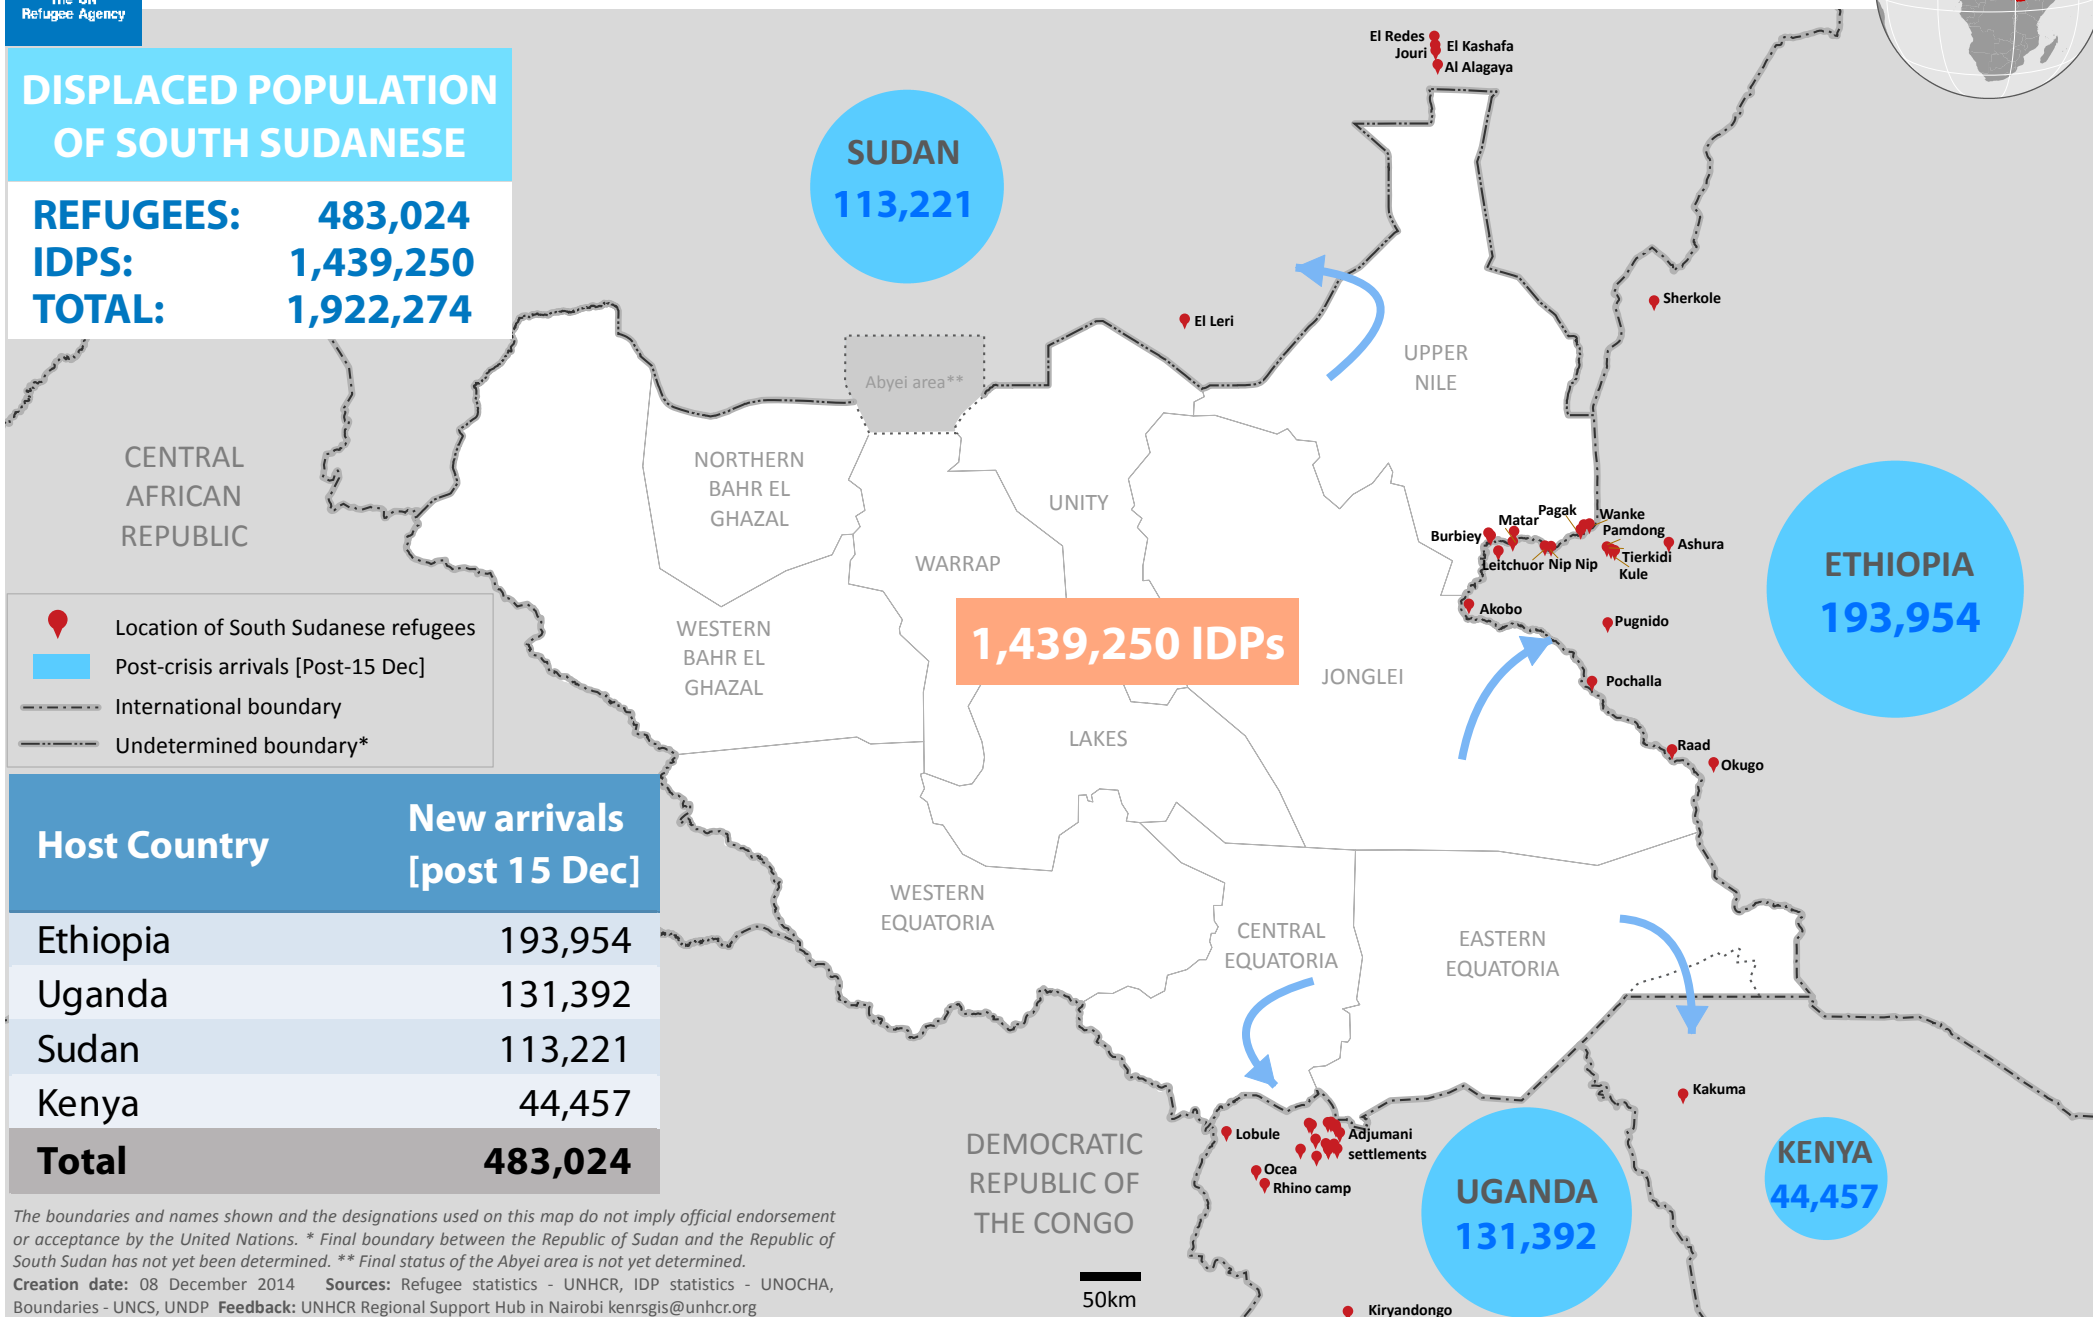 The UN
Refugee Agency
DISPLACED POPULATION
OF SOUTH SUDANESE
REFUGEES: 483,024
IDPS: 1,439,250
TOTAL: 1,922,274
El Redes
El Kashafa
Jouri
Al Alagaya
SUDAN
113,221
Sherkole
El Leri
UPPER
NILE
Abyei area**
CENTRAL
AFRICAN
REPUBLIC
NORTHERN
BAHR EL
GHAZAL
UNITY
WARRAP
Pagak
Wanke
Matar
Pamdong
Burbiey
Ashura
Tierkidi
Leitchuor
Nip Nip
Kule
ETHIOPIA
193,954
Akobo
Pugnido
WESTERN
BAHR EL
GHAZAL
1,439,250 IDPs
JONGLEI
Pochalla
LAKES
Raad
Okugo
Location of South Sudanese refugees
Post-crisis arrivals [Post-15 Dec]
International boundary
Undetermined boundary*
Host Country New arrivals
[post 15 Dec]
Ethiopia 193,954
Uganda 131,392
Sudan 113,221
Kenya 44,457
Total 483,024
WESTERN
EQUATORIA
CENTRAL
EQUATORIA
EASTERN
EQUATORIA
Kakuma
Lobule
Adjumani
settlements
Ocea
Rhino camp
DEMOCRATIC
REPUBLIC OF
THE CONGO
UGANDA
131,392
KENYA
44,457
Kiryandongo
50km
The boundaries and names shown and the designations used on this map do not imply official endorsement
or acceptance by the United Nations. * Final boundary between the Republic of Sudan and the Republic of
South Sudan has not yet been determined. ** Final status of the Abyei area is not yet determined.
Creation date: 08 December 2014 Sources: Refugee statistics - UNHCR, IDP statistics - UNOCHA,
Boundaries - UNCS, UNDP Feedback: UNHCR Regional Support Hub in Nairobi kenrsgis@unhcr.org